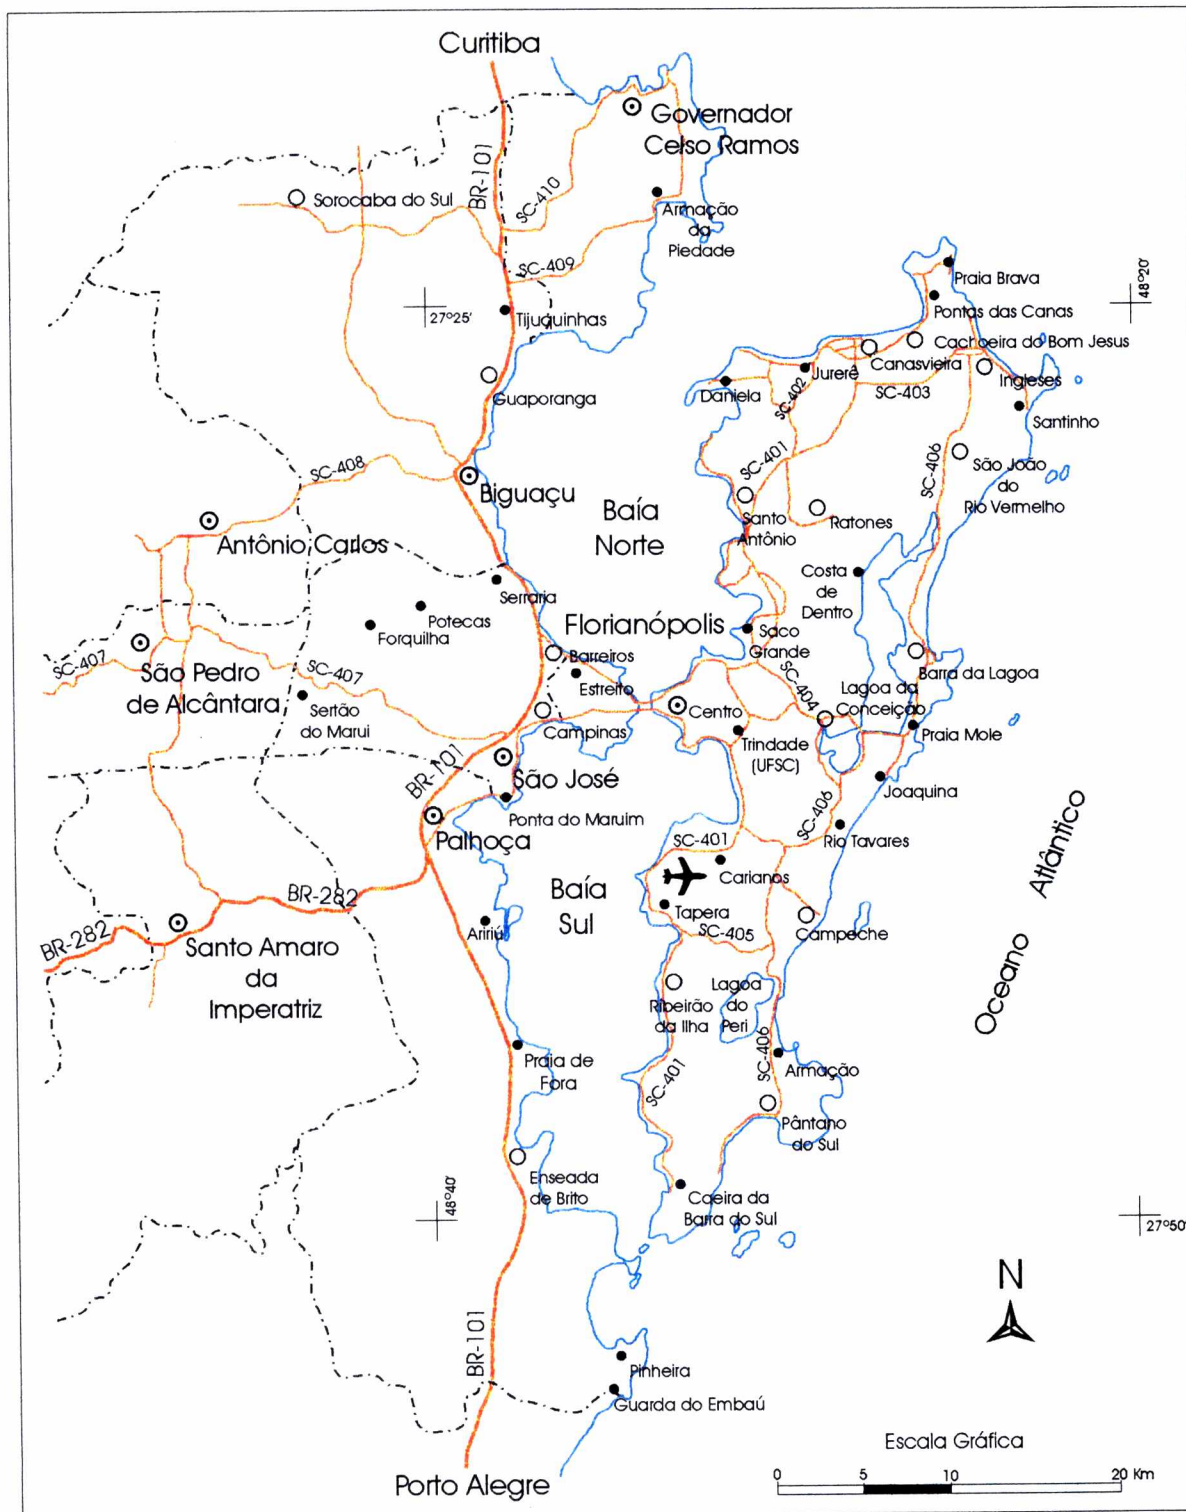 Curitiba
Governador
Celso Ramos
BR-101
SC-410
Sorocaba do Sul
Armação
da
Piedade
SC-409
Praia Brava
48°20'
27°25'
Tijuquinhas
Pontas das Canas
Cachoeira do Bom Jesus
Canasvieira
Jurerê
Ingleses
Guaporanga
Daniela
SC-402
SC-403
Santinho
SC-408
SC-401
SC-406
São João
do
Rio Vermelho
Biguaçu
Baía
Norte
Santo
Antônio
Ratones
Antônio Carlos
Costa
de
Dentro
Serraria
Potecas
Forquilha
Florianópolis
Saco
Grande
SC-407
São Pedro
de Alcântara
SC-407
Barreiros
Estreito
Barra da Lagoa
SC-404
Lagoa da
Conceição
Sertão
do Marui
Campinas
Centro
Praia Mole
Trindade
(UFSC)
BR-101
São José
Joaquina
Ponta do Maruim
SC-406
Palhoça
Rio Tavares
SC-401
Oceano Atlântico
Carianos
Baía
Sul
BR-282
Tapera
BR-282
Aririú
SC-405
Campeche
Santo Amaro
da
Imperatriz
Ribeirão
da Ilha
Lagoa
do
Peri
Praia de
Fora
SC-401
SC-406
Armação
Pântano
do Sul
Enseada
de Brito
48°40'
Caeira da
Barra do Sul
27°50'
N
BR-101
Pinheira
Guarda do Embaú
Escala Gráfica
Porto Alegre
0 5 10 20 Km